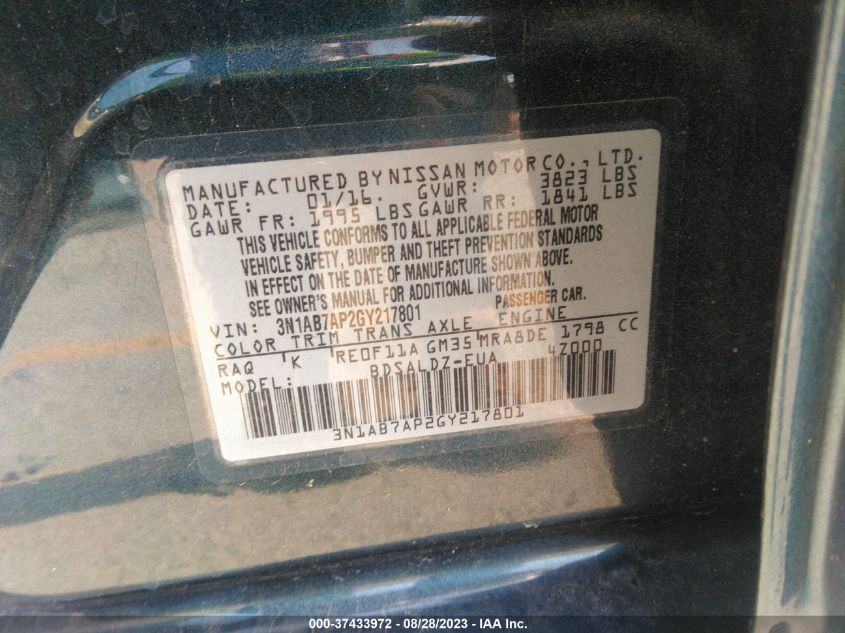 MANUFACTURED BY NISSAN MOTOR CO., LTD.
DATE: 01/16. GVWR: 3823 LBS
GAWR FR: 1995 LBS GAWR RR: 1841 LBS
THIS VEHICLE CONFORMS TO ALL APPLICABLE FEDERAL MOTOR
VEHICLE SAFETY, BUMPER AND THEFT PREVENTION STANDARDS
IN EFFECT ON THE DATE OF MANUFACTURE SHOWN ABOVE.
SEE OWNER'S MANUAL FOR ADDITIONAL INFORMATION.
PASSENGER CAR.
VIN: 3N1AB7AP2GY217801
COLOR TRIM TRANS AXLE ENGINE
RAQ 'K RE0F11A GM35 MRA8DE 1798 CC
MODEL: BDSALDZ-EUA 4Z000
3N1AB7AP2GY217801
000-37433972 - 08/28/2023 - IAA Inc.